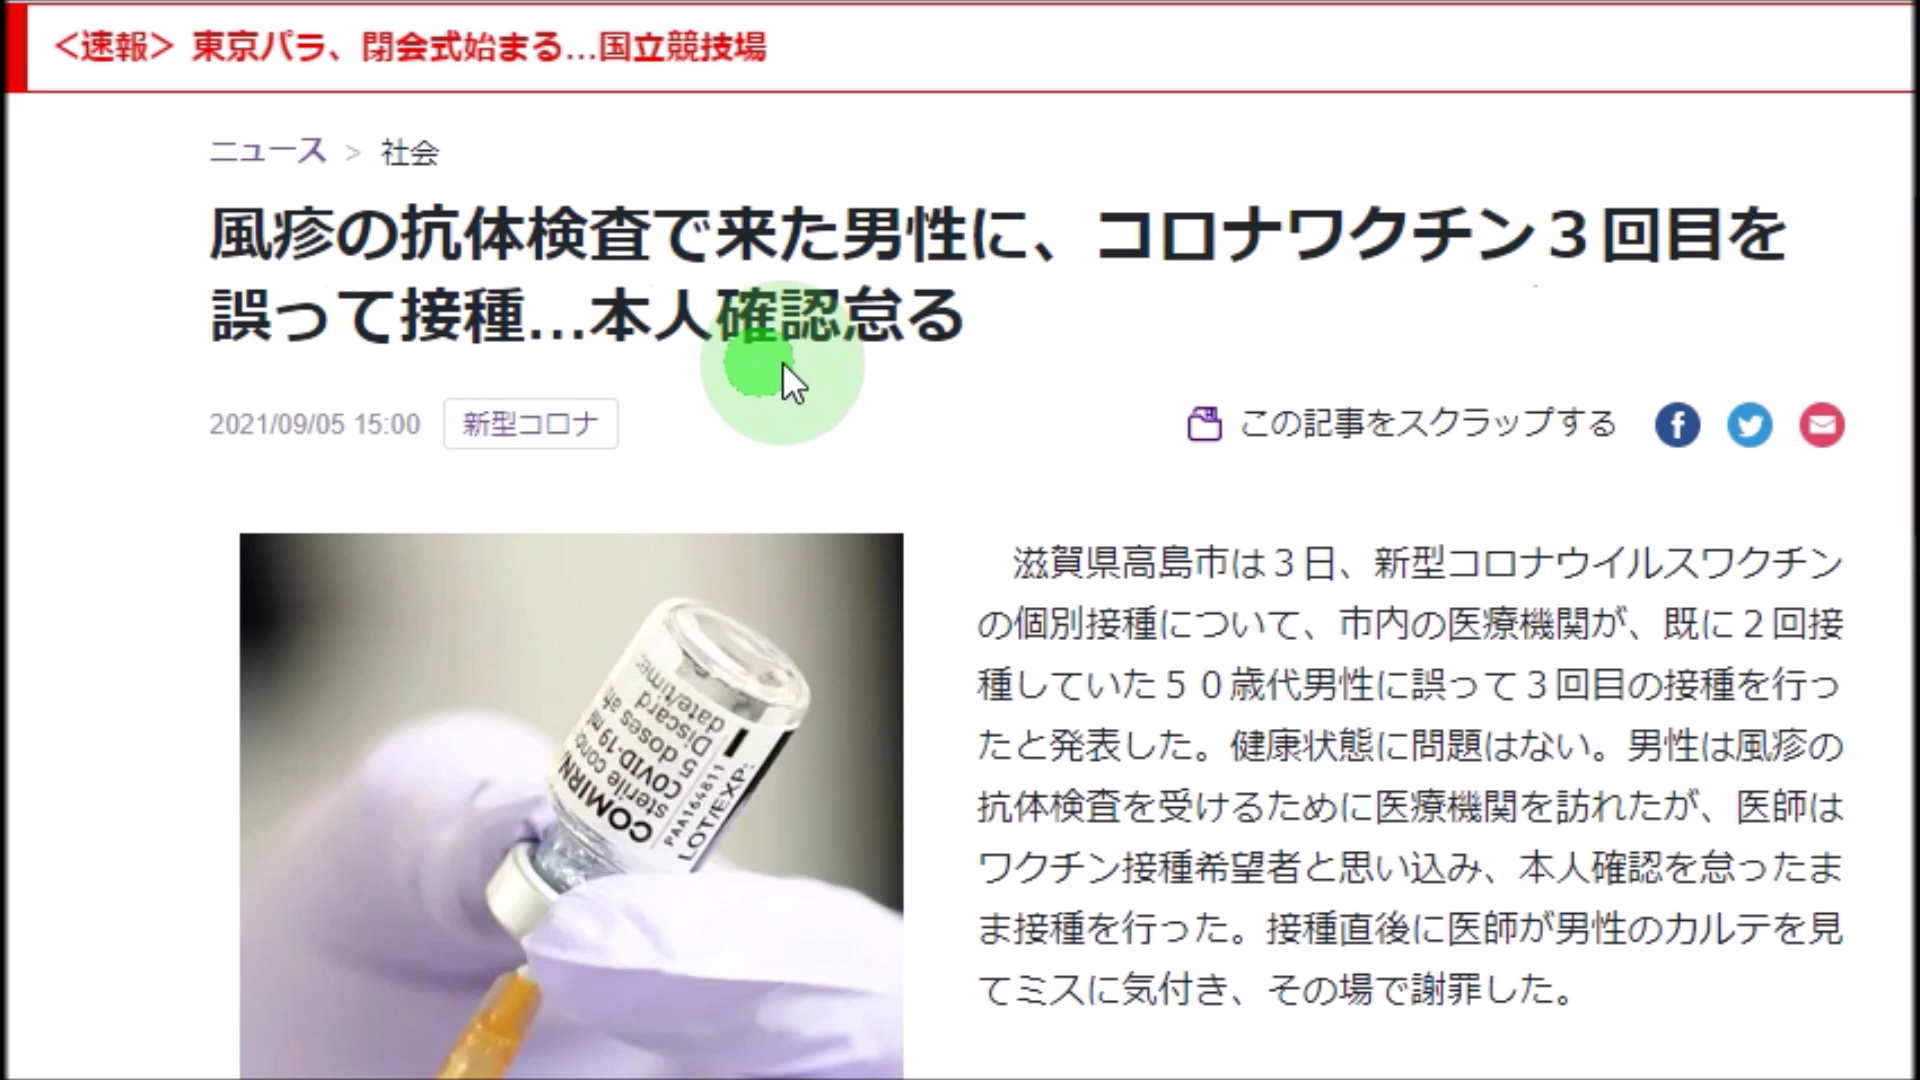 ＜速報＞ 東京パラ、閉会式始まる…国立競技場
ニュース > 社会
風疹の抗体検査で来た男性に、コロナワクチン３回目を
誤って接種…本人確認怠る
2021/09/05 15:00 新型コロナ
この記事をスクラップする
滋賀県高島市は３日、新型コロナウイルスワクチン
の個別接種について、市内の医療機関が、既に２回接
種していた５０歳代男性に誤って３回目の接種を行っ
たと発表した。健康状態に問題はない。男性は風疹の
抗体検査を受けるために医療機関を訪れたが、医師は
ワクチン接種希望者と思い込み、本人確認を怠ったま
ま接種を行った。接種直後に医師が男性のカルテを見
てミスに気付き、その場で謝罪した。
COMIRN
sterile conc
COVID-19 m
5 doses af
Discard
date/time:
PAA164811
LOT/EXP.